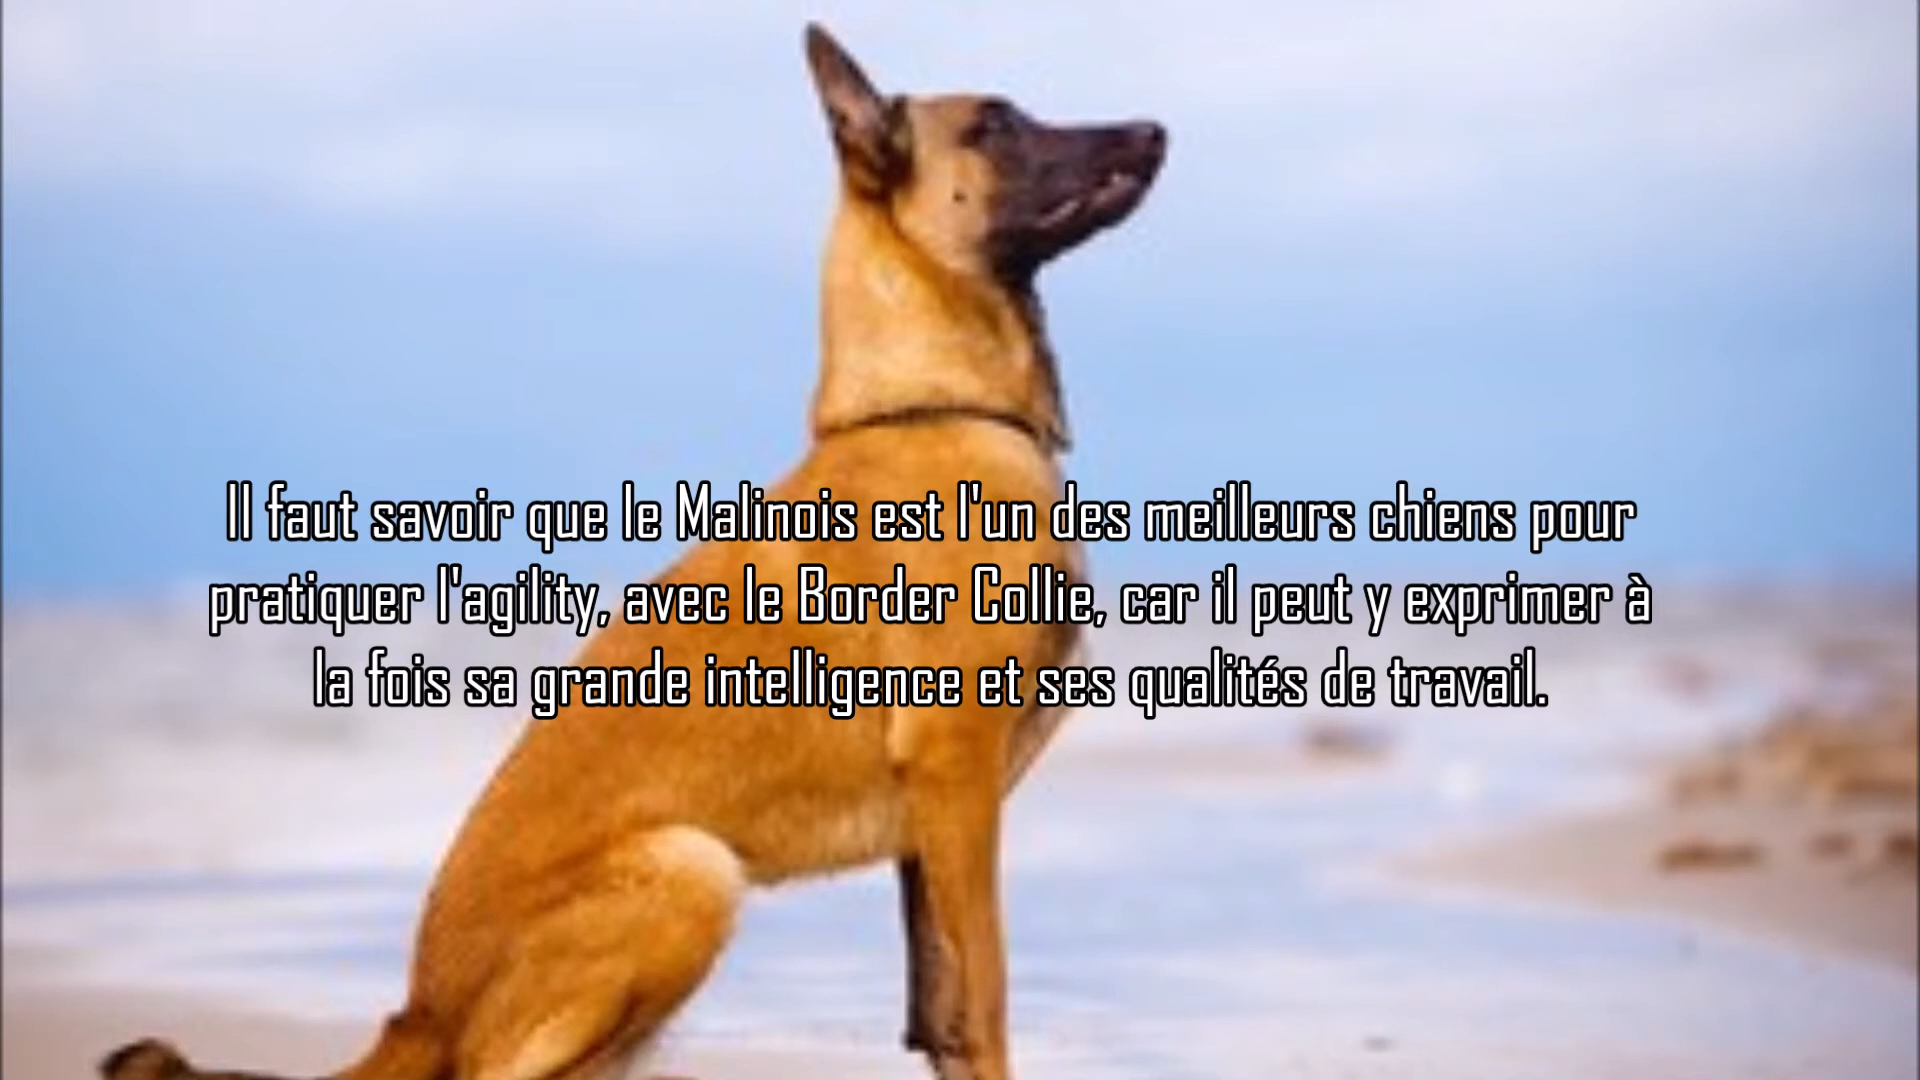 Il faut savoir que le Malinois est l'un des meilleurs chiens pour
pratiquer l'agility, avec le Border Collie, car il peut y exprimer à
la fois sa grande intelligence et ses qualités de travail.